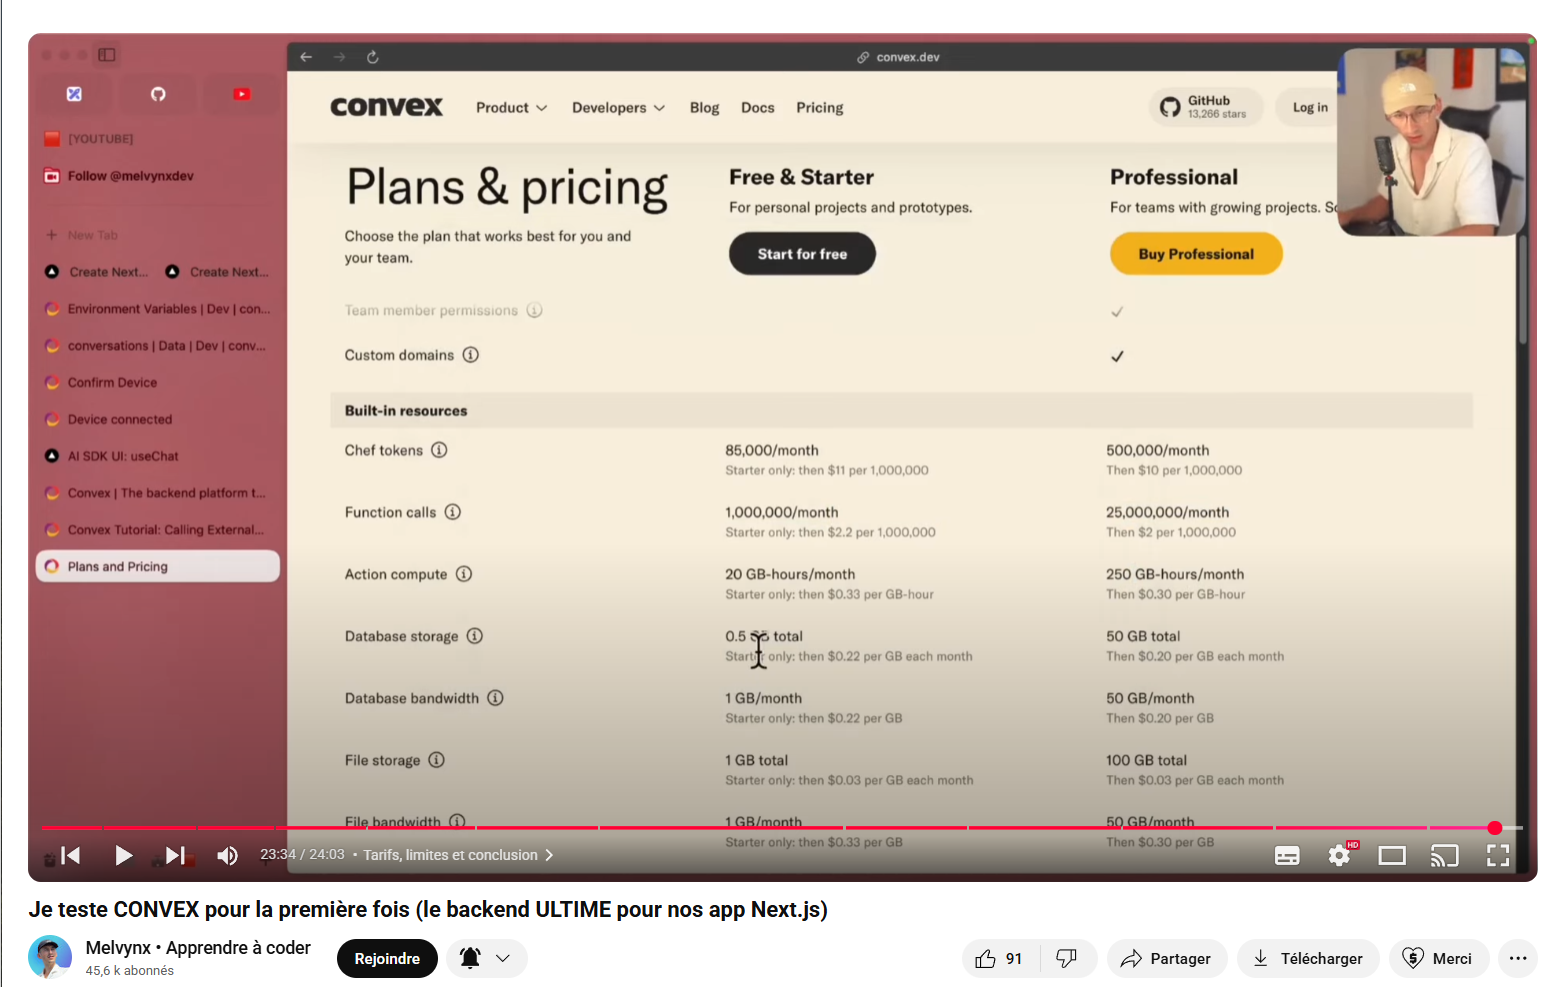 convex.dev
[YOUTUBE]
Follow @melvynxdev
New Tab
Create Next...
Create Next...
Environment Variables | Dev | con...
conversations | Data | Dev | conv...
Confirm Device
Device connected
AI SDK UI: useChat
Convex | The backend platform t...
Convex Tutorial: Calling External...
Plans and Pricing
convex
Product
Developers
Blog
Docs
Pricing
GitHub
13,266 stars
Log in
Plans & pricing
Choose the plan that works best for you and
your team.
Free & Starter
For personal projects and prototypes.
Start for free
Professional
For teams with growing projects.
Buy Professional
Team member permissions
Custom domains
Built-in resources
Chef tokens
85,000/month
Starter only: then $11 per 1,000,000
500,000/month
Then $10 per 1,000,000
Function calls
1,000,000/month
Starter only: then $2.2 per 1,000,000
25,000,000/month
Then $2 per 1,000,000
Action compute
20 GB-hours/month
Starter only: then $0.33 per GB-hour
250 GB-hours/month
Then $0.30 per GB-hour
Database storage
0.5 GB total
Starter only: then $0.22 per GB each month
50 GB total
Then $0.20 per GB each month
Database bandwidth
1 GB/month
Starter only: then $0.22 per GB
50 GB/month
Then $0.20 per GB
File storage
1 GB total
Starter only: then $0.03 per GB each month
100 GB total
Then $0.03 per GB each month
File bandwidth
1 GB/month
Starter only: then $0.33 per GB
50 GB/month
Then $0.30 per GB
23:34 / 24:03 • Tarifs, limites et conclusion
HD
Je teste CONVEX pour la première fois (le backend ULTIME pour nos app Next.js)
Melvynx • Apprendre à coder
45,6 k abonnés
Rejoindre
91
Partager
Télécharger
Merci